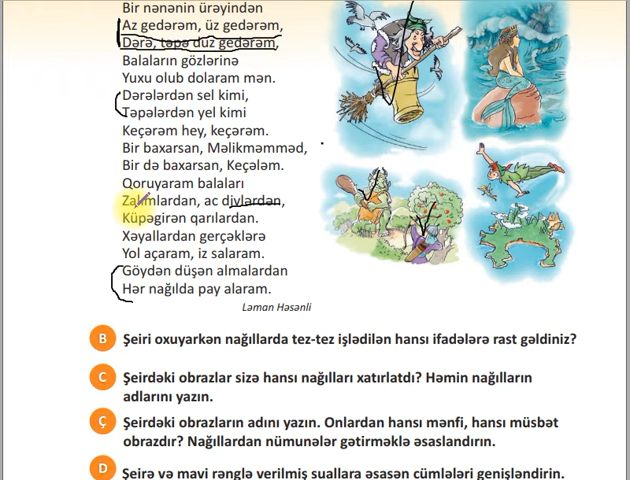 Bir nənənin ürəyindən
Az gedərəm, üz gedərəm,
Dərə, təpə düz gedərəm,
Balaların gözlərinə
Yuxu olub dolaram mən.
Dərələrdən sel kimi,
Təpələrdən yel kimi
Keçərəm hey, keçərəm.
Bir baxarsan, Məlikməmməd,
Bir də baxarsan, Keçələm.
Qoruyaram balaları
Zalımlardan, ac divlərdən,
Küpəgirən qarılardan.
Xəyallardan gerçəklərə
Yol açaram, iz salaram.
Göydən düşən almalardan
Hər nağılda pay alaram.
Ləman Həsənli
B Şeiri oxuyarkən nağıllarda tez-tez işlədilən hansı ifadələrə rast gəldiniz?
C Şeirdəki obrazlar sizə hansı nağılları xatırlatdı? Həmin nağılların
adlarını yazın.
Ç Şeirdəki obrazların adını yazın. Onlardan hansı mənfi, hansı müsbət
obrazdır? Nağıllardan nümunələr gətirməklə əsaslandırın.
D Şeirə və mavi rənglə verilmiş suallara əsasən cümlələri genişləndirin.